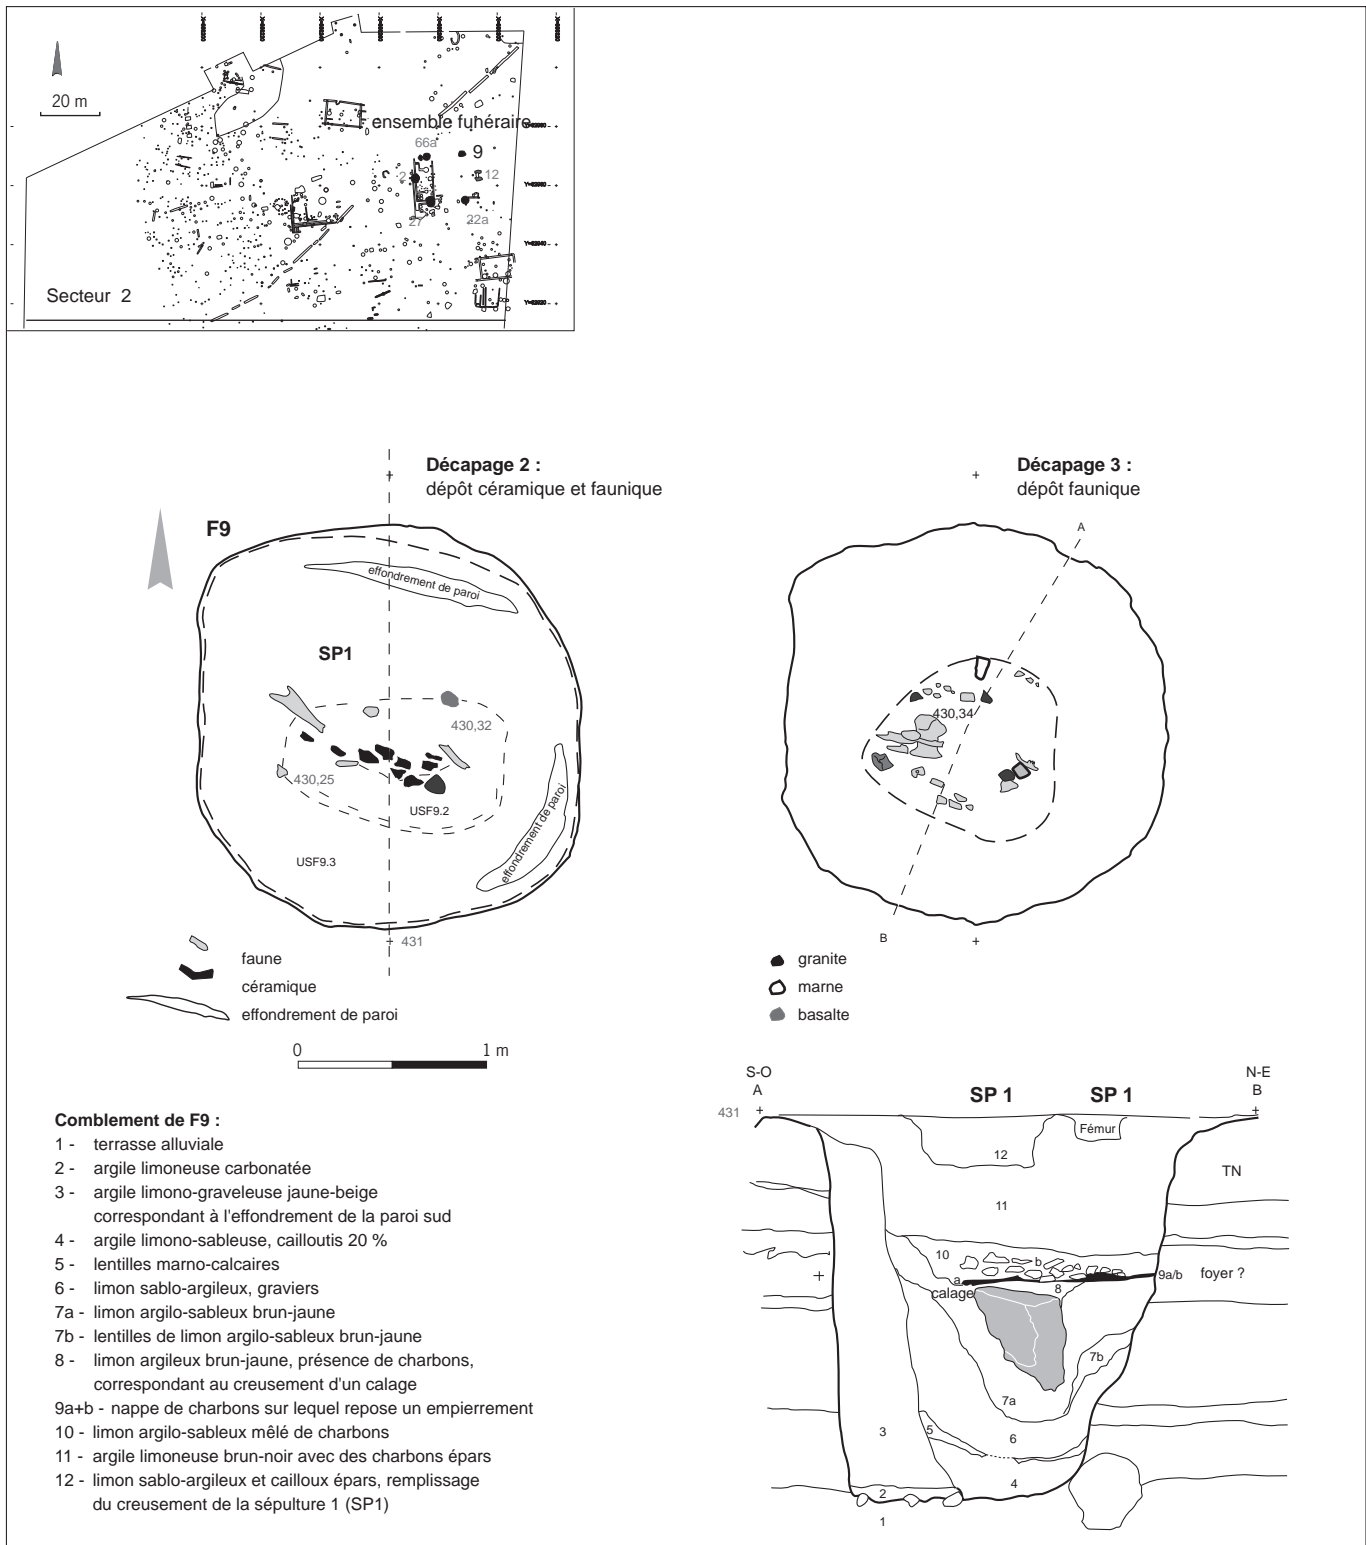 20 m
ensemble funéraire
66a
9
2
12
27
22a
Y=63960
Y=63940
Y=63920
Secteur 2
Décapage 2 :
dépôt céramique et faunique
Décapage 3 :
dépôt faunique
F9
A
effondrement de paroi
SP1
430,32
430,34
430,25
USF9.2
effondrement de paroi
USF9.3
B
431
faune
céramique
effondrement de paroi
granite
marne
basalte
0 1 m
S-O
A
N-E
B
SP 1 SP 1
431
Fémur
12
TN
11
10
b
a
9a/b foyer ?
calage
8
7b
7a
3
5
6
4
2
1
Comblement de F9 :
1 - terrasse alluviale
2 - argile limoneuse carbonatée
3 - argile limono-graveleuse jaune-beige
correspondant à l'effondrement de la paroi sud
4 - argile limono-sableuse, cailloutis 20 %
5 - lentilles marno-calcaires
6 - limon sablo-argileux, graviers
7a - limon argilo-sableux brun-jaune
7b - lentilles de limon argilo-sableux brun-jaune
8 - limon argileux brun-jaune, présence de charbons,
correspondant au creusement d'un calage
9a+b - nappe de charbons sur lequel repose un empierrement
10 - limon argilo-sableux mêlé de charbons
11 - argile limoneuse brun-noir avec des charbons épars
12 - limon sablo-argileux et cailloux épars, remplissage
du creusement de la sépulture 1 (SP1)